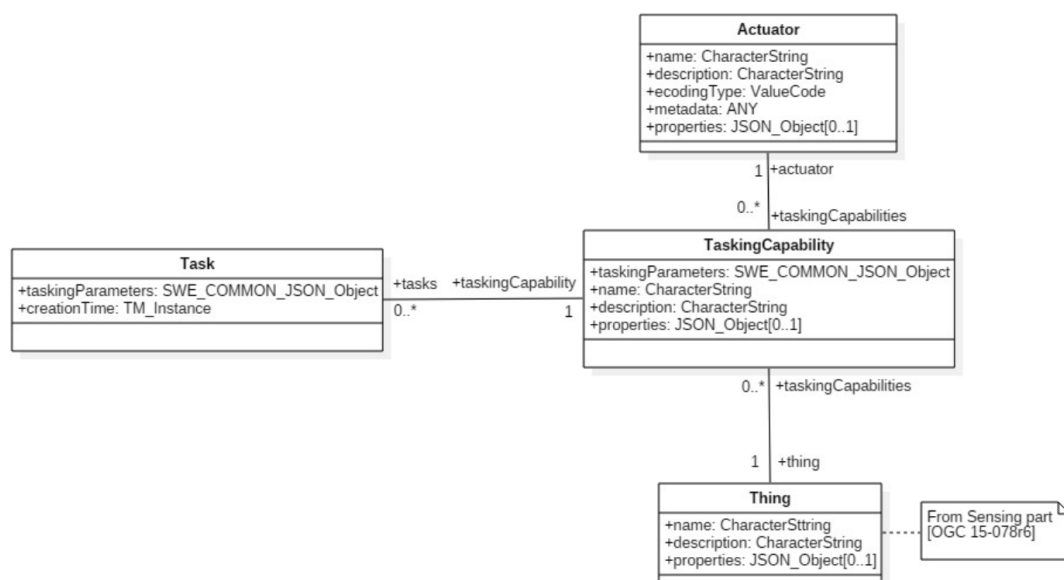 Actuator
+name: CharacterString
+description: CharacterString
+ecodingType: ValueCode
+metadata: ANY
+properties: JSON_Object[0..1]
1 +actuator
0..*
+taskingCapabilities
Task
+taskingParameters: SWE_COMMON_JSON_Object
+creationTime: TM_Instance
+tasks +taskingCapability
0..* 1
TaskingCapability
+taskingParameters: SWE_COMMON_JSON_Object
+name: CharacterString
+description: CharacterString
+properties: JSON_Object[0..1]
0..* +taskingCapabilities
1 +thing
Thing
+name: CharacterSttring
+description: CharacterString
+properties: JSON_Object[0..1]
From Sensing part
[OGC 15-078r6]